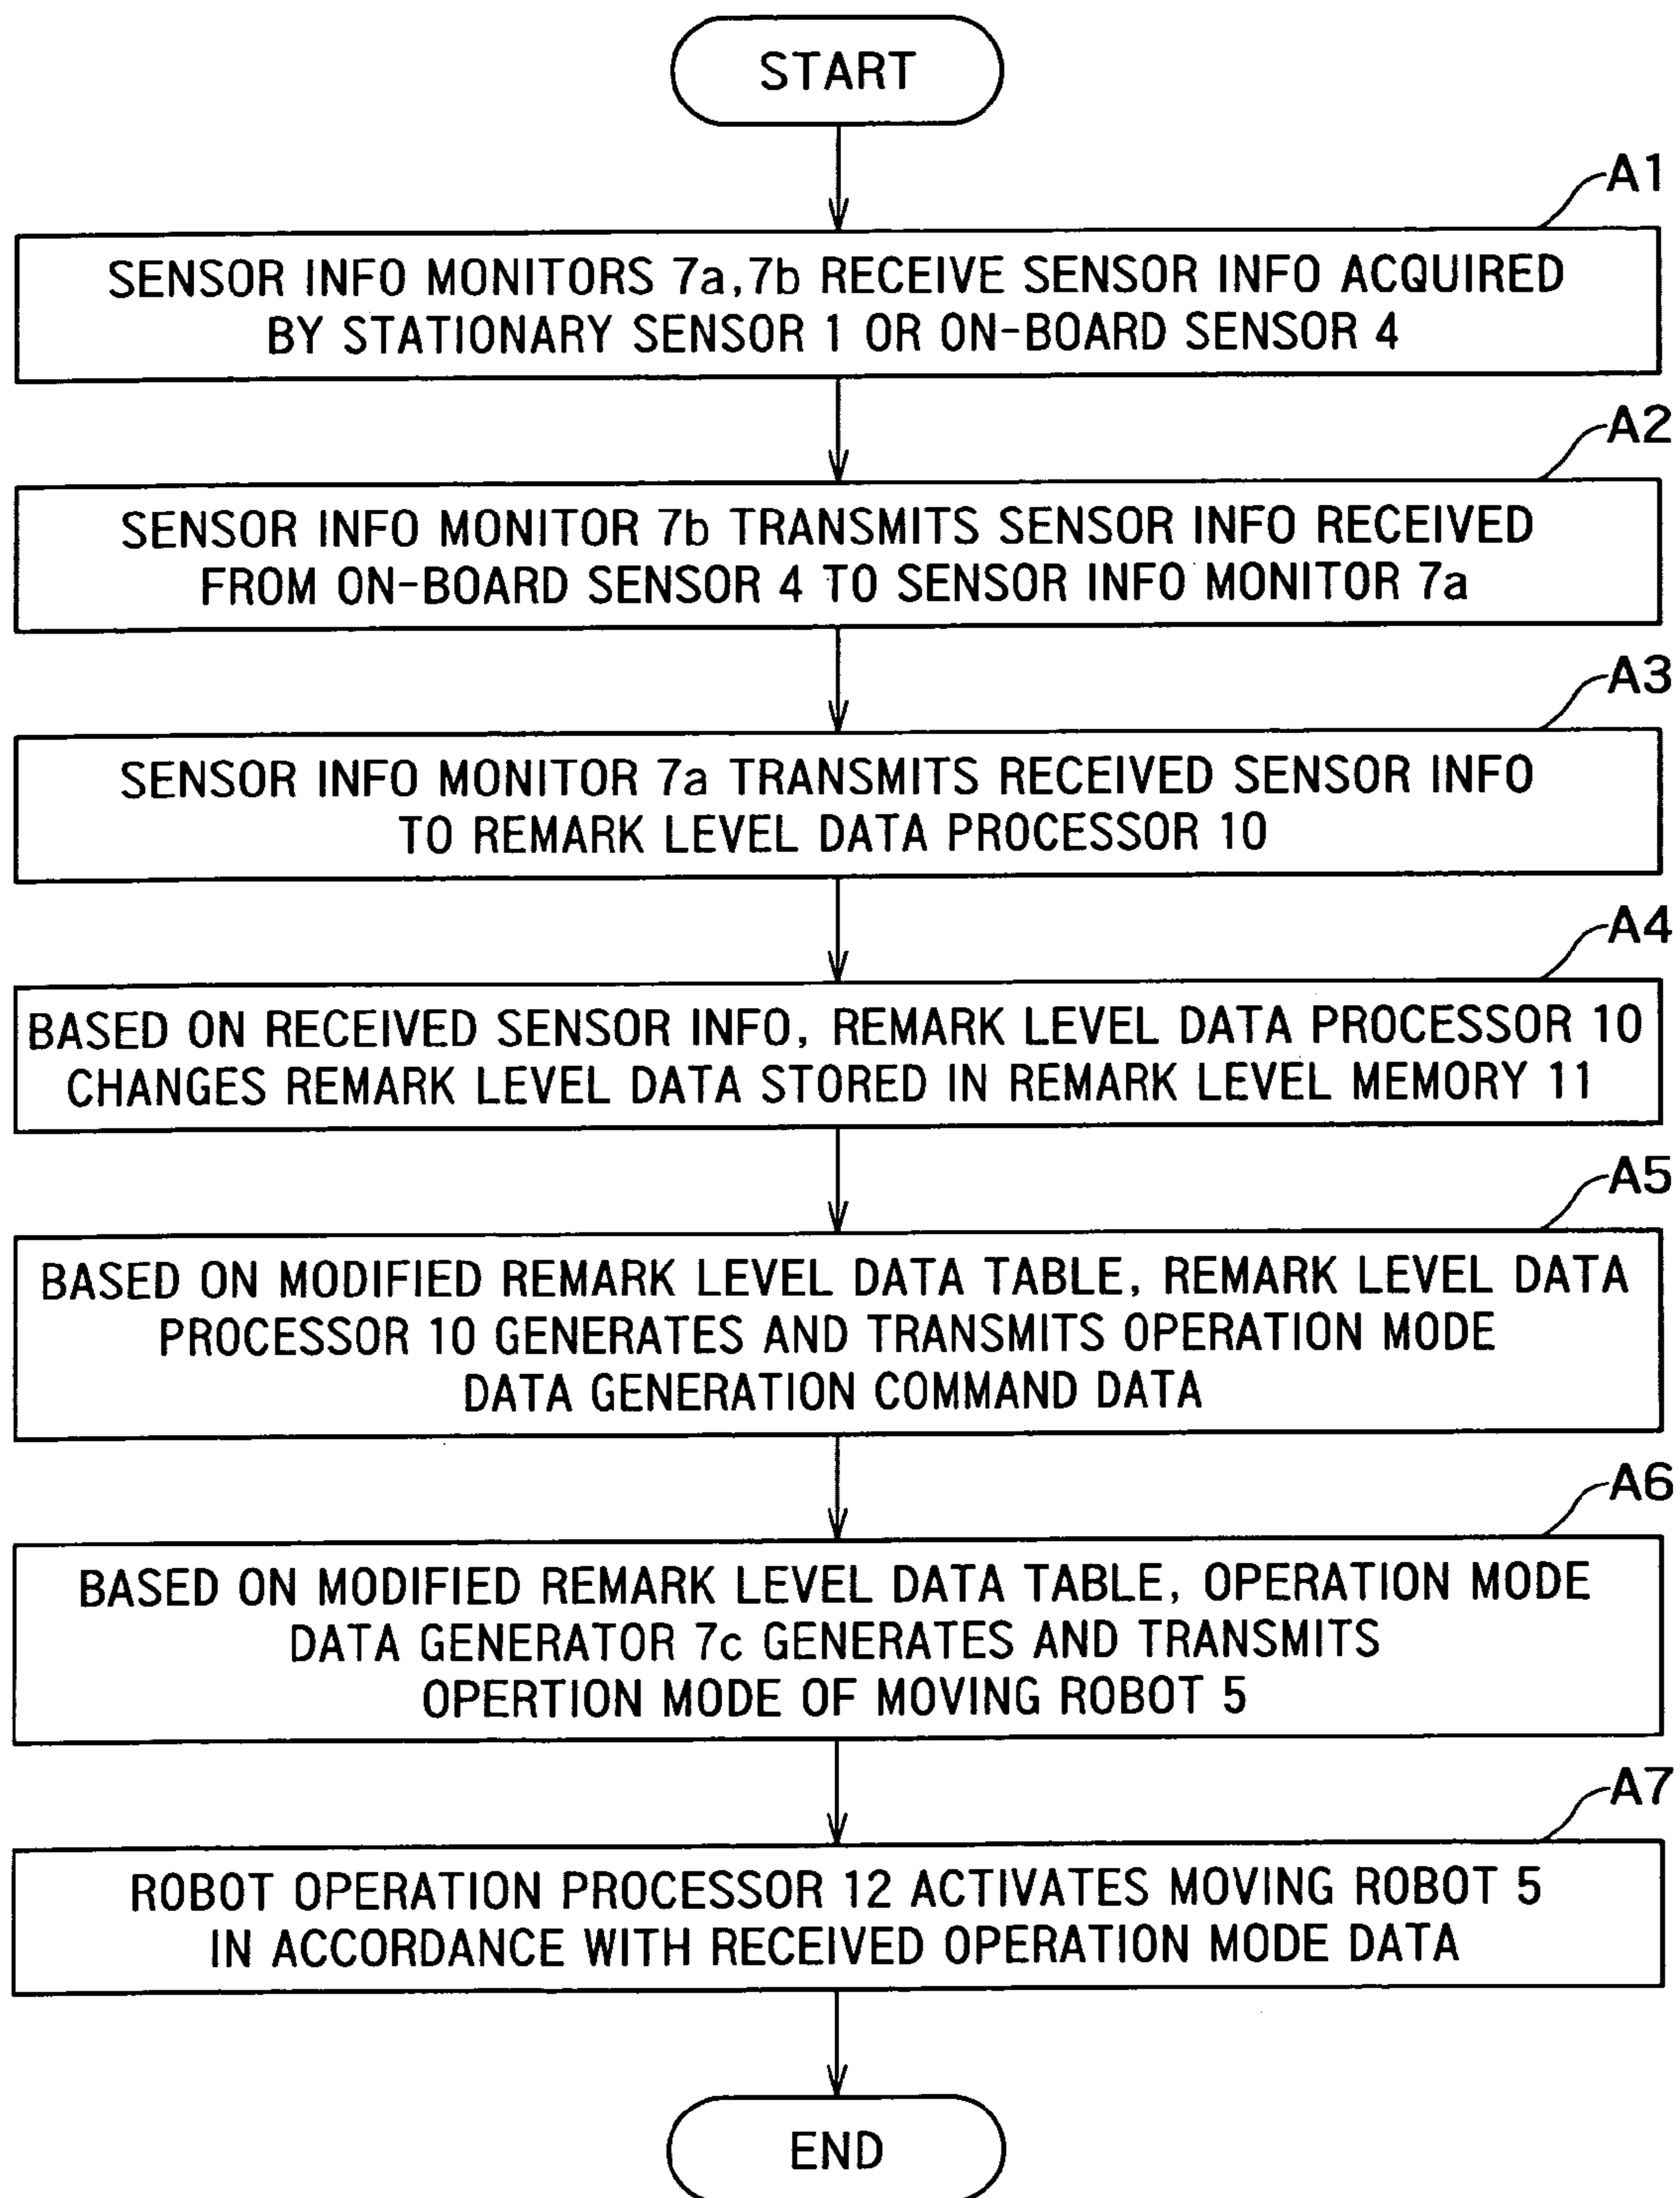 START
A1
SENSOR INFO MONITORS 7a,7b RECEIVE SENSOR INFO ACQUIRED
BY STATIONARY SENSOR 1 OR ON-BOARD SENSOR 4
A2
SENSOR INFO MONITOR 7b TRANSMITS SENSOR INFO RECEIVED
FROM ON-BOARD SENSOR 4 TO SENSOR INFO MONITOR 7a
A3
SENSOR INFO MONITOR 7a TRANSMITS RECEIVED SENSOR INFO
TO REMARK LEVEL DATA PROCESSOR 10
A4
BASED ON RECEIVED SENSOR INFO, REMARK LEVEL DATA PROCESSOR 10
CHANGES REMARK LEVEL DATA STORED IN REMARK LEVEL MEMORY 11
A5
BASED ON MODIFIED REMARK LEVEL DATA TABLE, REMARK LEVEL DATA
PROCESSOR 10 GENERATES AND TRANSMITS OPERATION MODE
DATA GENERATION COMMAND DATA
A6
BASED ON MODIFIED REMARK LEVEL DATA TABLE, OPERATION MODE
DATA GENERATOR 7c GENERATES AND TRANSMITS
OPERTION MODE OF MOVING ROBOT 5
A7
ROBOT OPERATION PROCESSOR 12 ACTIVATES MOVING ROBOT 5
IN ACCORDANCE WITH RECEIVED OPERATION MODE DATA
END